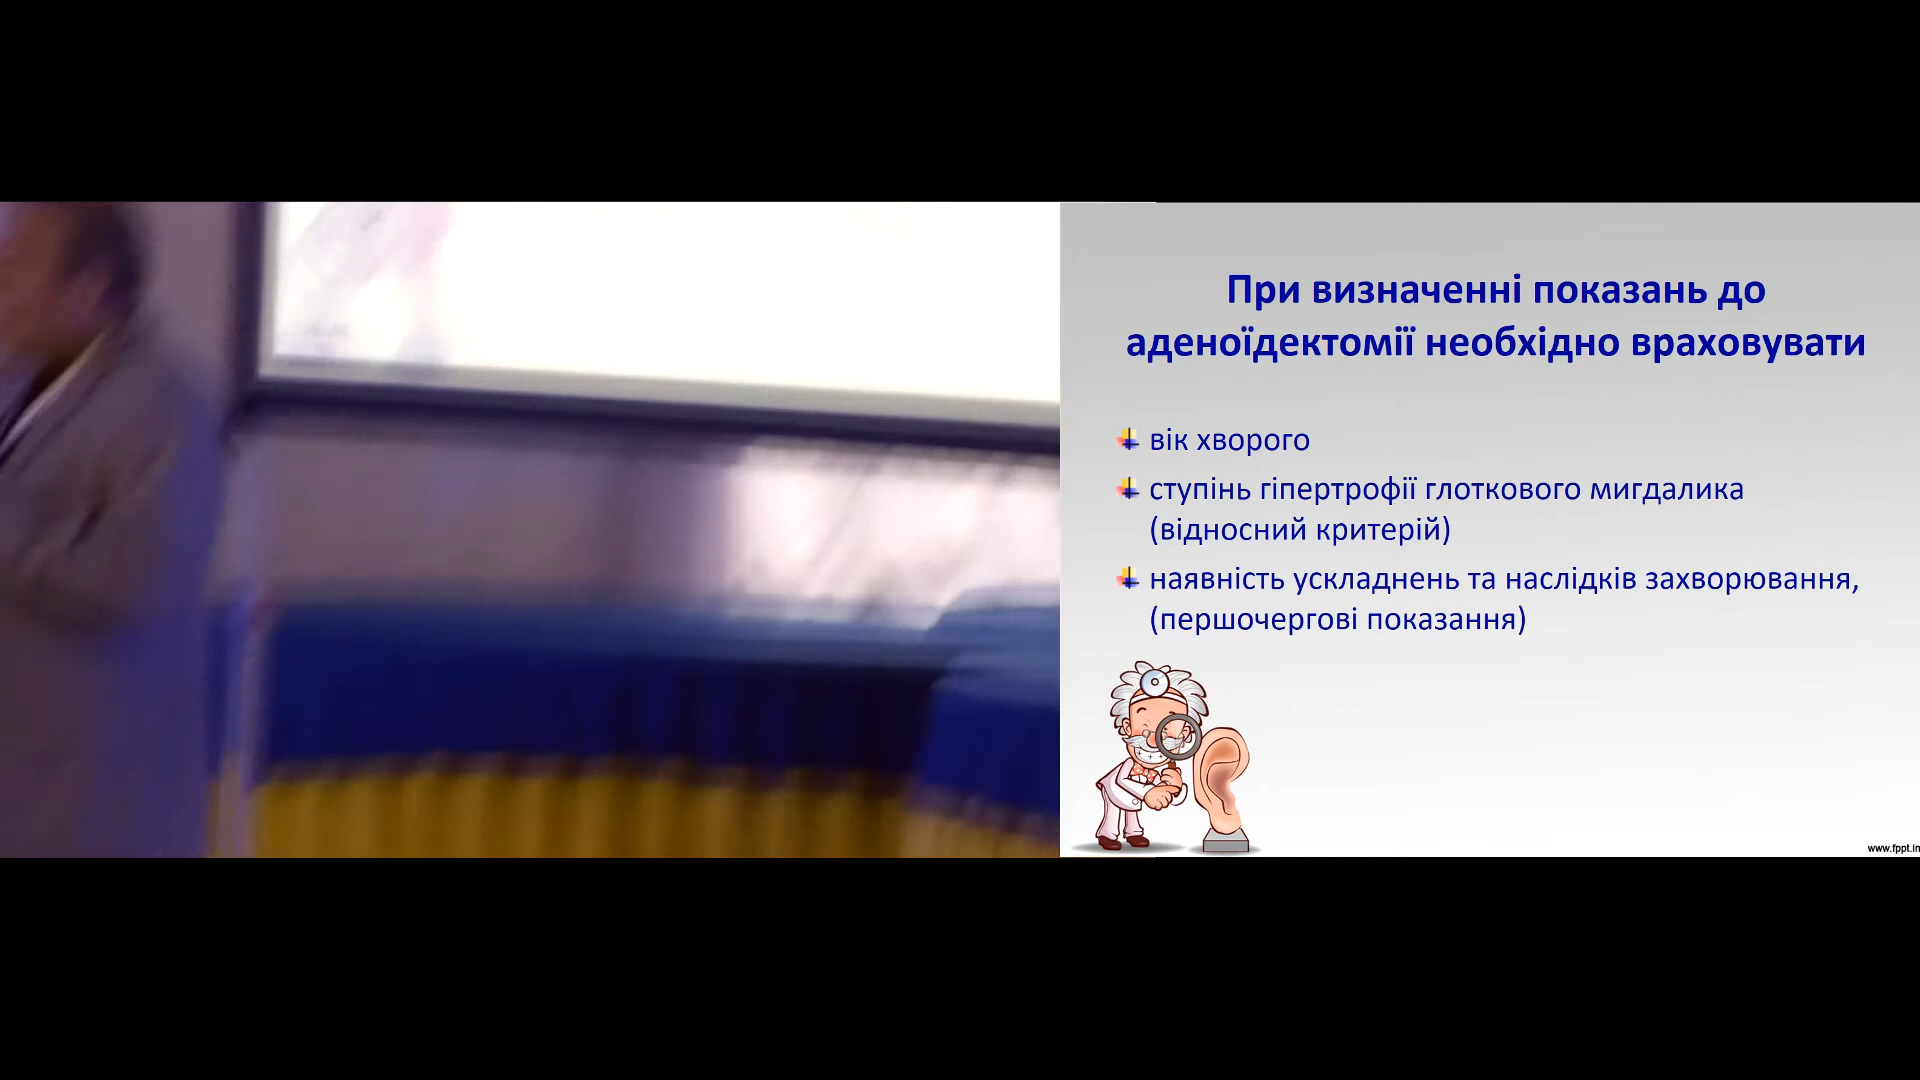 При визначенні показань до
аденоїдектомії необхідно враховувати
вік хворого
ступінь гіпертрофії глоткового мигдалика
(відносний критерій)
наявність ускладнень та наслідків захворювання,
(першочергові показання)
www.fppt.in